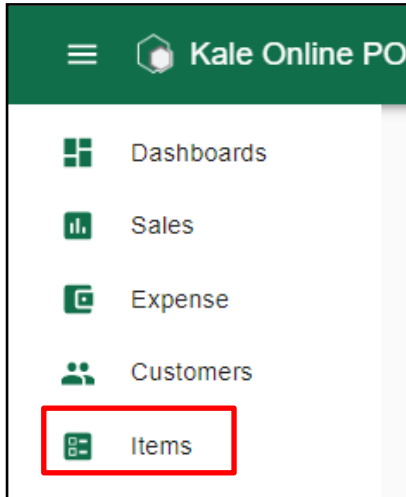 Kale Online PO
Dashboards
Sales
Expense
Customers
Items